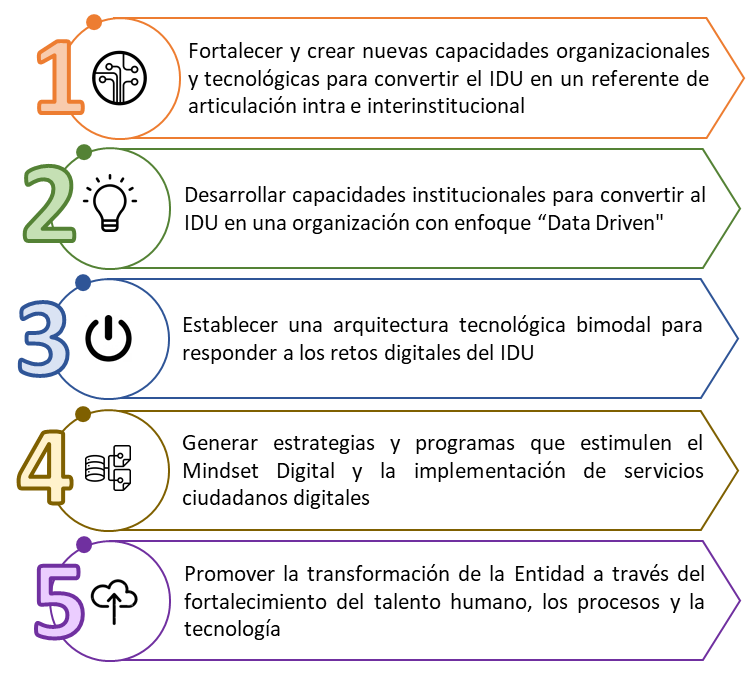 1
Fortalecer y crear nuevas capacidades organizacionales
y tecnológicas para convertir el IDU en un referente de
articulación intra e interinstitucional
2
Desarrollar capacidades institucionales para convertir al
IDU en una organización con enfoque “Data Driven"
3
Establecer una arquitectura tecnológica bimodal para
responder a los retos digitales del IDU
4
Generar estrategias y programas que estimulen el
Mindset Digital y la implementación de servicios
ciudadanos digitales
5
Promover la transformación de la Entidad a través del
fortalecimiento del talento humano, los procesos y la
tecnología